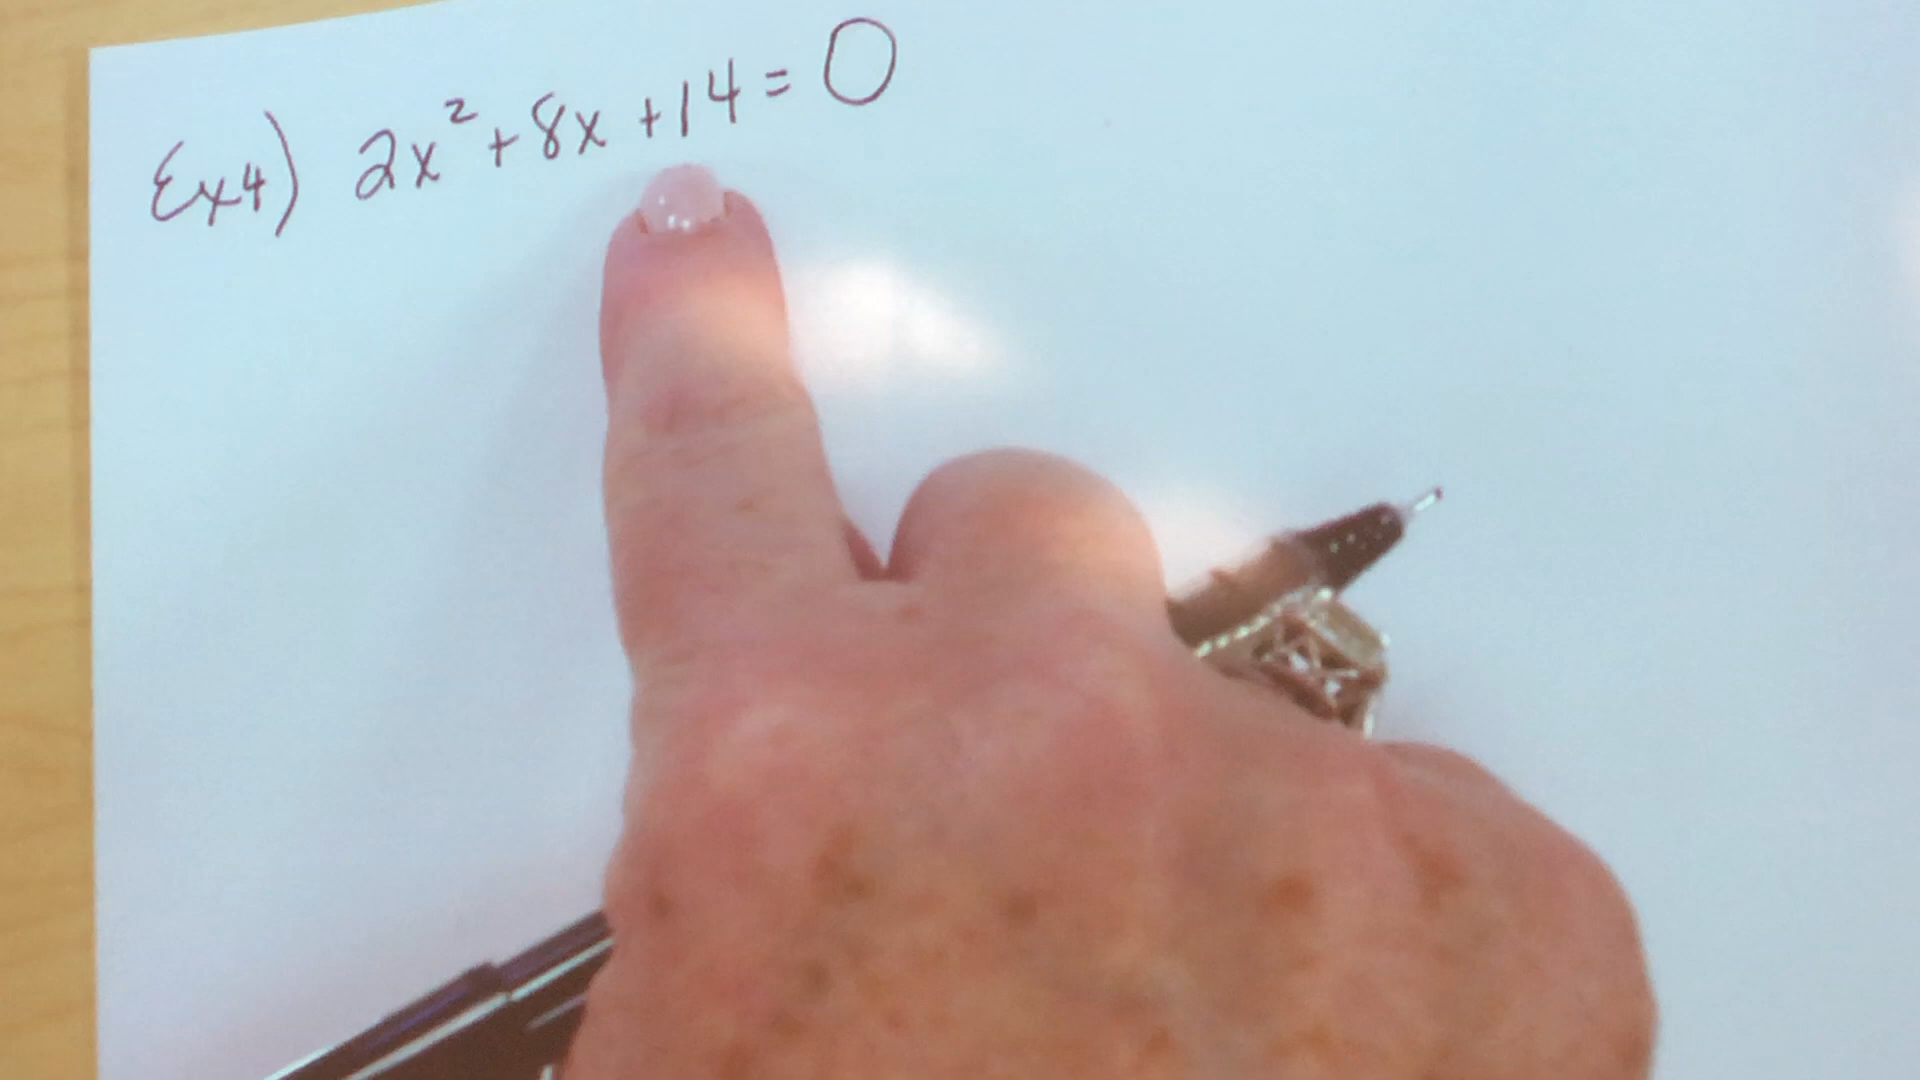 Ex4) 2x² + 8x + 14 = 0